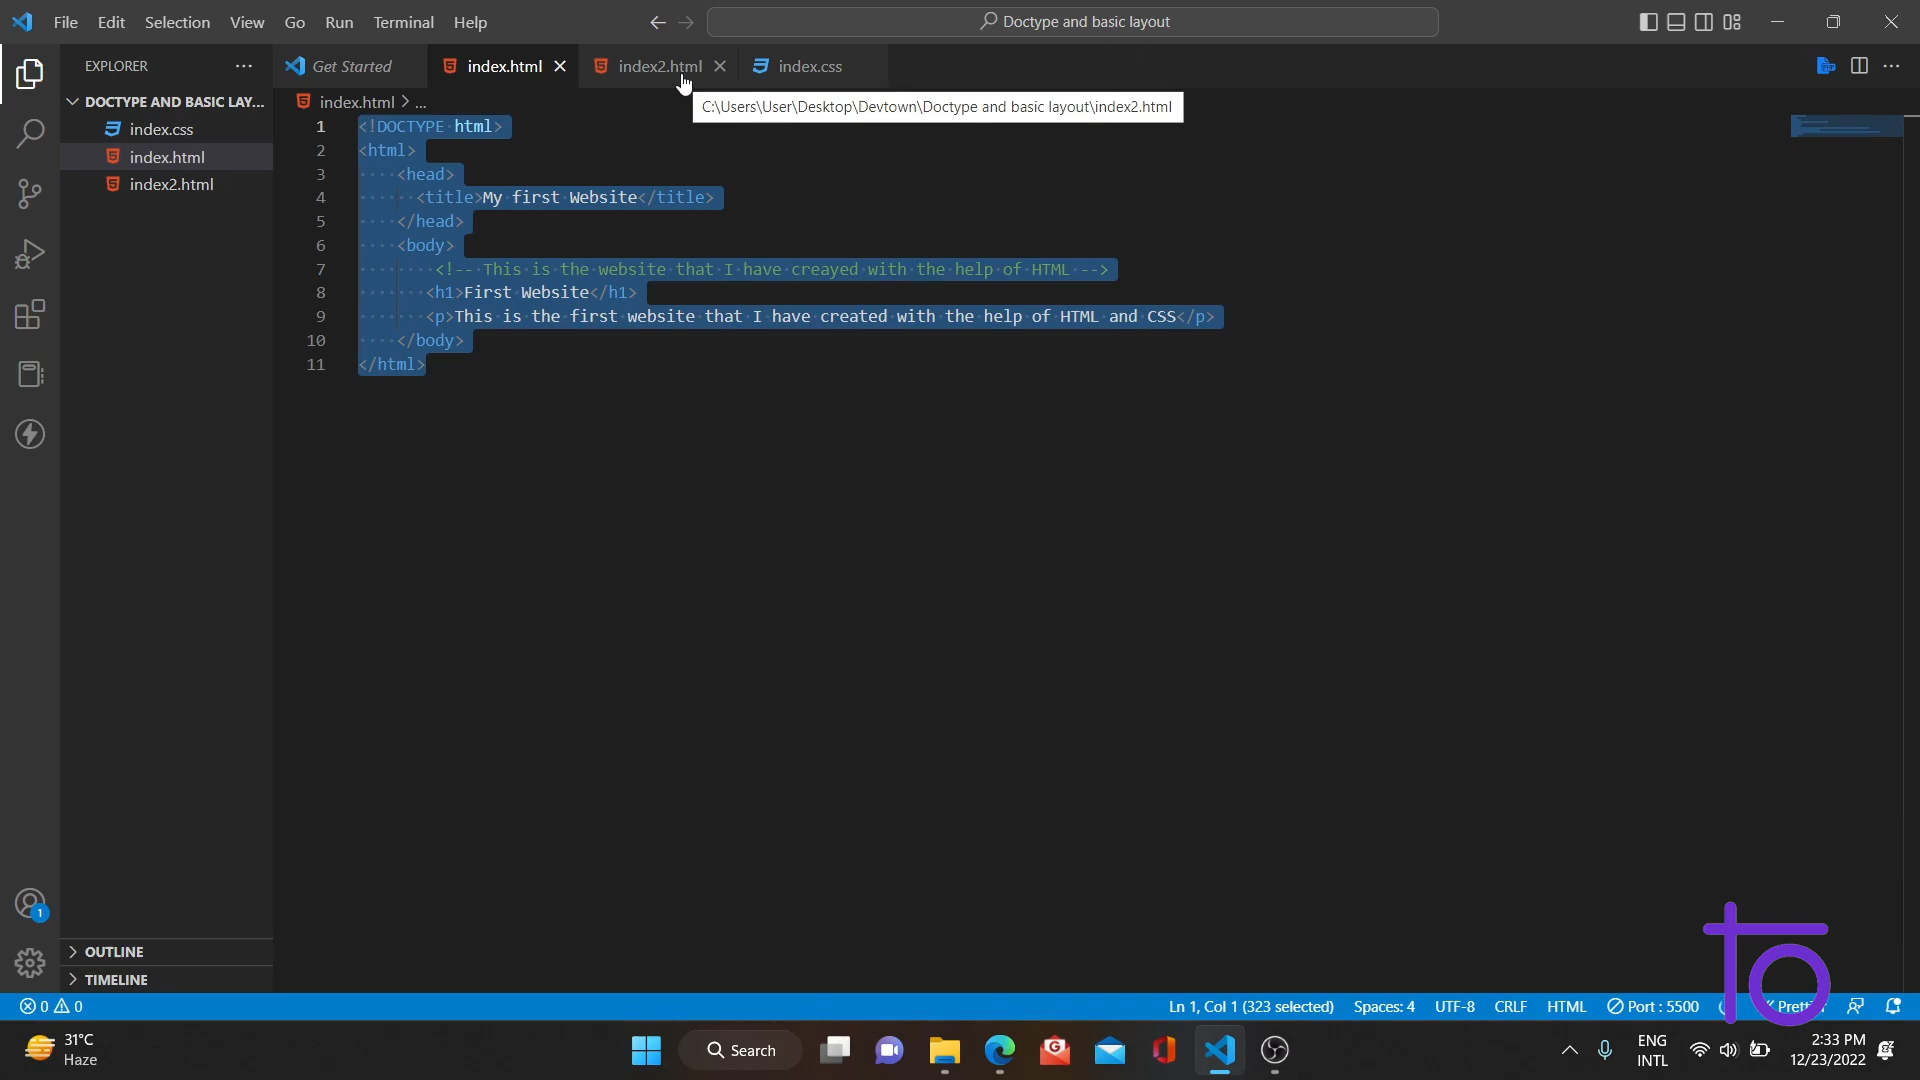 File Edit Selection View Go Run Terminal Help
Doctype and basic layout
EXPLORER
Get Started
index.html
index2.html
index.css
DOCTYPE AND BASIC LAY...
index.html > ...
C:\Users\User\Desktop\Devtown\Doctype and basic layout\index2.html
index.css
index.html
index2.html
1 <!DOCTYPE html>
2 <html>
3 <head>
4 <title>My first Website</title>
5 </head>
6 <body>
7 <!-- This is the website that I have creayed with the help of HTML -->
8 <h1>First Website</h1>
9 <p>This is the first website that I have created with the help of HTML and CSS</p>
10 </body>
11 </html>
1
OUTLINE
TIMELINE
0 0
Ln 1, Col 1 (323 selected) Spaces: 4 UTF-8 CRLF HTML Port : 5500
to
31°C
Haze
Search
ENG
INTL
2:33 PM
12/23/2022